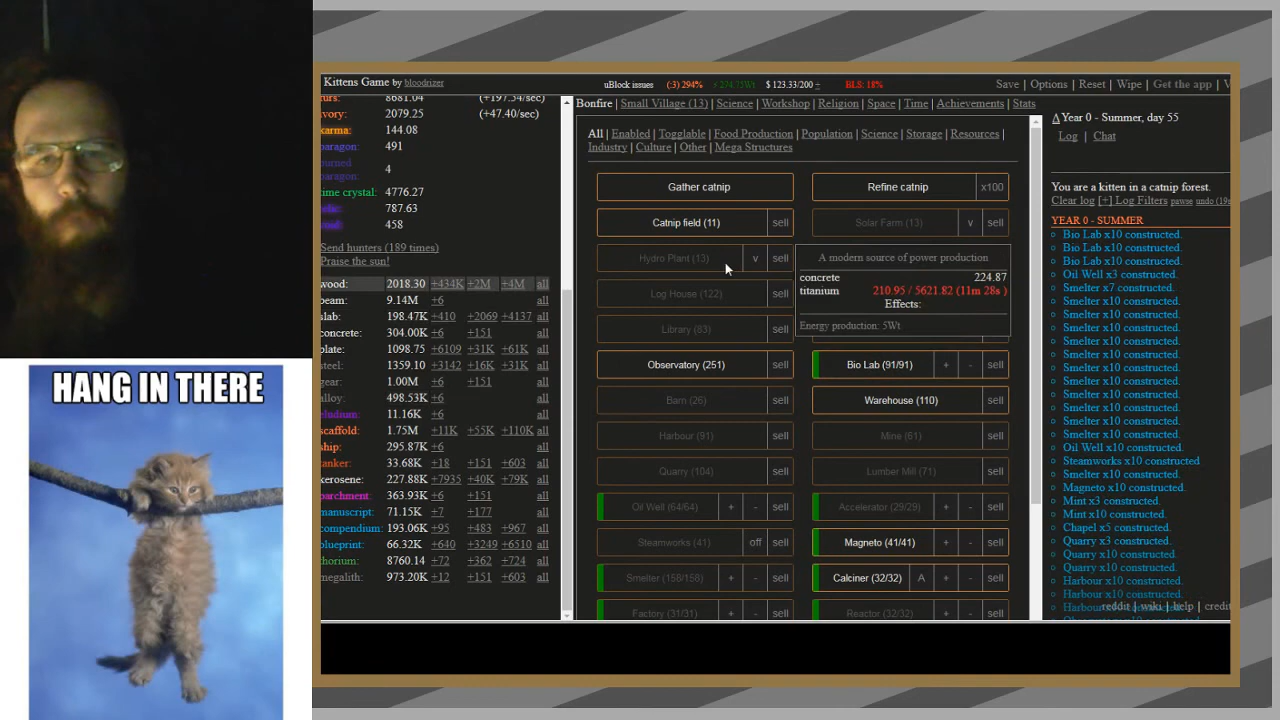 HANG IN THERE
Kittens Game by bloodrizer
uBlock issues (:3) 294% 274.75Wt $ 123.33/200 + BLS: 18%
Save | Options | Reset | Wipe | Get the app | V
furs: 8681.04 (+197.54/sec)
ivory: 2079.25 (+47.40/sec)
karma: 144.08
paragon: 491
burned paragon: 4
time crystal: 4776.27
relic: 787.63
void: 458
Send hunters (189 times)
Praise the sun!
wood: 2018.30 +434K +2M +4M all
beam: 9.14M +6 all
slab: 198.47K +410 +2069 +4137 all
concrete: 304.00K +6 +151 all
plate: 1098.75 +6109 +31K +61K all
steel: 1359.10 +3142 +16K +31K all
gear: 1.00M +6 +151 all
alloy: 498.53K +6 all
eludium: 11.16K +6 all
scaffold: 1.75M +11K +55K +110K all
ship: 295.87K +6 all
tanker: 33.68K +18 +151 +603 all
kerosene: 227.88K +7935 +40K +79K all
parchment: 363.93K +6 +151 all
manuscript: 71.15K +7 +177 all
compendium: 193.06K +95 +483 +967 all
blueprint: 66.32K +640 +3249 +6510 all
thorium: 8760.14 +72 +362 +724 all
megalith: 973.20K +12 +151 +603 all
Bonfire | Small Village (13) | Science | Workshop | Religion | Space | Time | Achievements | Stats
All | Enabled | Togglable | Food Production | Population | Science | Storage | Resources |
Industry | Culture | Other | Mega Structures
Gather catnip
Refine catnip x100
Catnip field (11) sell
Solar Farm (13) v sell
Hydro Plant (13) v sell
A modern source of power production
concrete 224.87
titanium 210.95 / 5621.82 (11m 28s )
Effects:
Energy production: 5Wt
Log House (122) sell
Library (83) sell
Observatory (251) sell
Bio Lab (91/91) + - sell
Barn (26) sell
Warehouse (110) sell
Harbour (91) sell
Mine (61) sell
Quarry (104) sell
Lumber Mill (71) sell
Oil Well (64/64) + - sell
Accelerator (29/29) + - sell
Steamworks (41) off sell
Magneto (41/41) + - sell
Smelter (158/158) + - sell
Calciner (32/32) A + - sell
Factory (31/31) + - sell
Reactor (32/32) + - sell
Year 0 - Summer, day 55
Log | Chat
You are a kitten in a catnip forest.
Clear log [+] Log Filters pawse undo (19s
YEAR 0 - SUMMER
Bio Lab x10 constructed.
Bio Lab x10 constructed.
Bio Lab x10 constructed.
Oil Well x3 constructed.
Smelter x7 constructed.
Smelter x10 constructed.
Smelter x10 constructed.
Smelter x10 constructed.
Smelter x10 constructed.
Smelter x10 constructed.
Smelter x10 constructed.
Smelter x10 constructed.
Smelter x10 constructed.
Smelter x10 constructed.
Smelter x10 constructed.
Oil Well x10 constructed.
Steamworks x10 constructed
Smelter x10 constructed.
Magneto x10 constructed.
Mint x3 constructed.
Mint x10 constructed.
Chapel x5 constructed.
Quarry x3 constructed.
Quarry x10 constructed.
Quarry x10 constructed.
Harbour x10 constructed.
Harbour x10 constructed.
reddit | wiki | help | credit